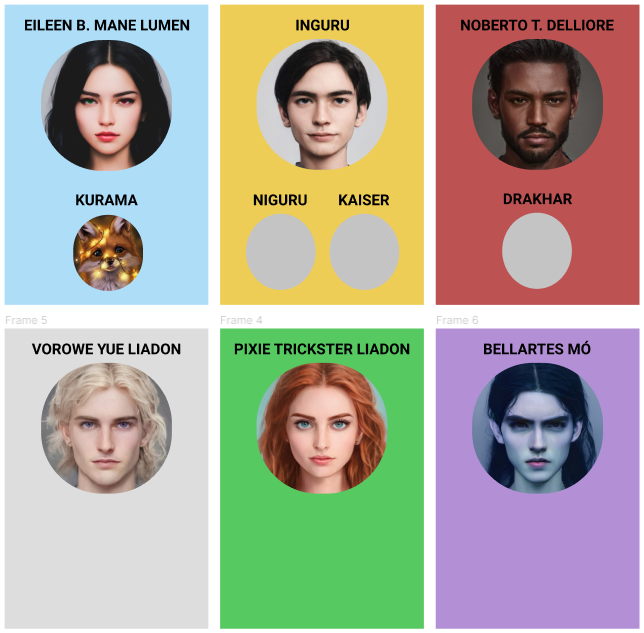 EILEEN B. MANE LUMEN
INGURU
NOBERTO T. DELLIORE
KURAMA
NIGURU
KAISER
DRAKHAR
Frame 5
Frame 4
Frame 6
VOROWE YUE LIADON
PIXIE TRICKSTER LIADON
BELLARTES MÓ